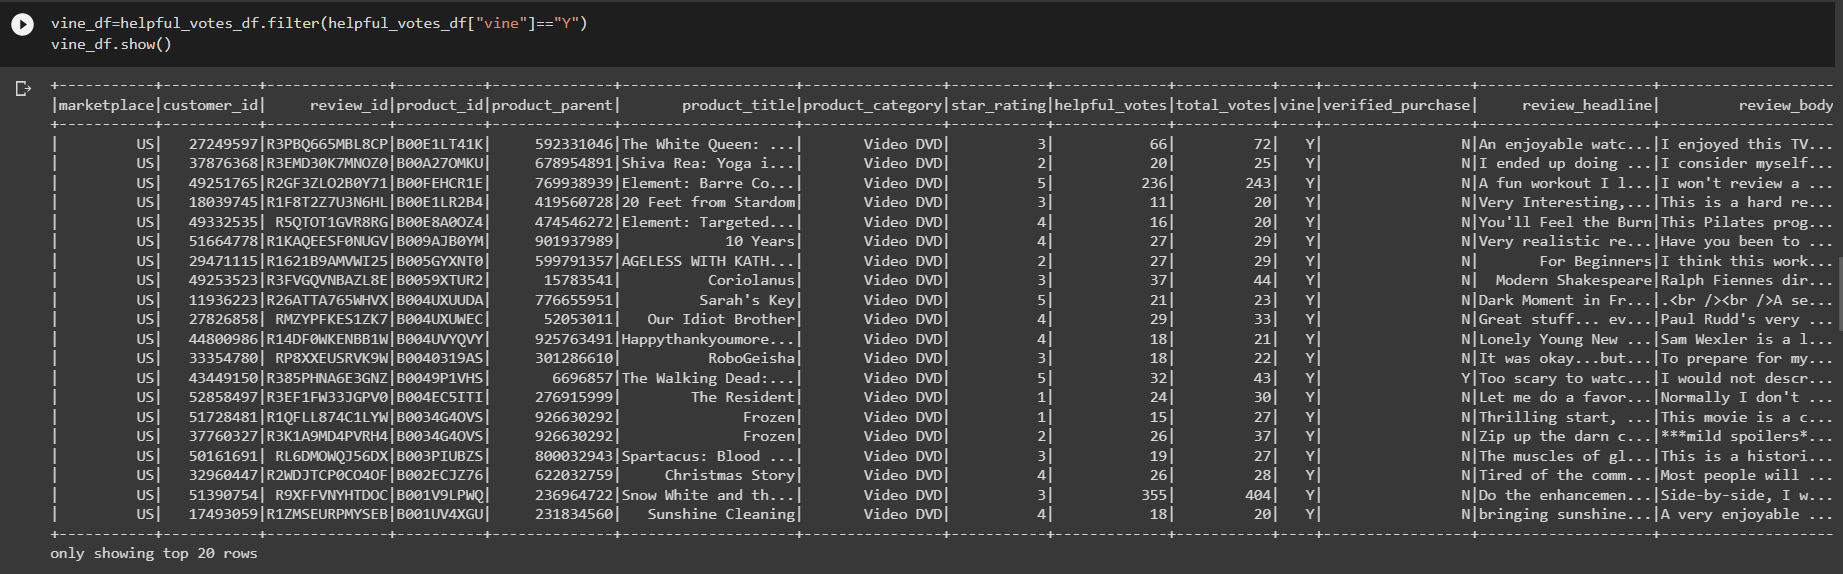 vine_df=helpful_votes_df.filter(helpful_votes_df["vine"]=="Y")
vine_df.show()
+-----------+-----------+--------------+----------+--------------+--------------------+----------------+-----------+-------------+-----------+----+-----------------+--------------------+--------------------
|marketplace|customer_id|     review_id|product_id|product_parent|       product_title|product_category|star_rating|helpful_votes|total_votes|vine|verified_purchase|     review_headline|         review_body
+-----------+-----------+--------------+----------+--------------+--------------------+----------------+-----------+-------------+-----------+----+-----------------+--------------------+--------------------
|         US|   27249597|R3PBQ665MBL8CP|B00E1LT41K|     592331046|The White Queen: ...|       Video DVD|          3|           66|         72|   Y|                N|An enjoyable watc...|I enjoyed this TV...
|         US|   37876368|R3EMD30K7MNOZ0|B00A27OMKU|     678954891|Shiva Rea: Yoga i...|       Video DVD|          2|           20|         25|   Y|                N|I ended up doing ...|I consider myself...
|         US|   49251765|R2GF3ZLO2B0Y71|B00FEHCR1E|     769938939|Element: Barre Co...|       Video DVD|          5|          236|        243|   Y|                N|A fun workout I l...|I won't review a ...
|         US|   18039745|R1F8T2Z7U3N6HL|B00E1LR2B4|     419560728|20 Feet from Stardom|       Video DVD|          3|           11|         20|   Y|                N|Very Interesting,...|This is a hard re...
|         US|   49332535| R5QTOT1GVR8RG|B00E8A0OZ4|     474546272|Element: Targeted...|       Video DVD|          4|           16|         20|   Y|                N|You'll Feel the Burn|This Pilates prog...
|         US|   51664778|R1KAQEESF0NUGV|B009AJB0YM|     901937989|            10 Years|       Video DVD|          4|           27|         29|   Y|                N|Very realistic re...|Have you been to ...
|         US|   29471115|R1621B9AMVWI25|B005GYXNT0|     599791357|AGELESS WITH KATH...|       Video DVD|          2|           27|         29|   Y|                N|       For Beginners|I think this work...
|         US|   49253523|R3FVGQVNBAZL8E|B0059XTUR2|      15783541|          Coriolanus|       Video DVD|          3|           37|         44|   Y|                N|  Modern Shakespeare|Ralph Fiennes dir...
|         US|   11936223|R26ATTA765WHVX|B004UXUUDA|     776655951|         Sarah's Key|       Video DVD|          5|           21|         23|   Y|                N|Dark Moment in Fr...|.<br /><br />A se...
|         US|   27826858| RMZYPFKES1ZK7|B004UXUWEC|      52053011|   Our Idiot Brother|       Video DVD|          4|           29|         33|   Y|                N|Great stuff... ev...|Paul Rudd's very ...
|         US|   44800986|R14DF0WKENBB1W|B004UVYQVY|     925763491|Happythankyoumore...|       Video DVD|          4|           18|         21|   Y|                N|Lonely Young New ...|Sam Wexler is a l...
|         US|   33354780| RP8XXEUSRVK9W|B0040319AS|     301286610|          RoboGeisha|       Video DVD|          3|           18|         22|   Y|                N|It was okay...but...|To prepare for my...
|         US|   43449150|R385PHNA6E3GNZ|B0049P1VHS|       6696857|The Walking Dead:...|       Video DVD|          5|           32|         43|   Y|                Y|Too scary to watc...|I would not descr...
|         US|   52858497|R3EF1FW33JGPV0|B004EC5ITI|     276915999|        The Resident|       Video DVD|          1|           24|         30|   Y|                N|Let me do a favor...|Normally I don't ...
|         US|   51728481|R1QFLL874C1LYW|B0034G4OVS|     926630292|              Frozen|       Video DVD|          1|           15|         27|   Y|                N|Thrilling start, ...|This movie is a c...
|         US|   37760327|R3K1A9MD4PVRH4|B0034G4OVS|     926630292|              Frozen|       Video DVD|          2|           26|         37|   Y|                N|Zip up the darn c...|***mild spoilers*...
|         US|   50161691| RL6DMOWQJ56DX|B003PIUBZS|     800032943|Spartacus: Blood ...|       Video DVD|          3|           19|         27|   Y|                N|The muscles of gl...|This is a histori...
|         US|   32960447|R2WDJTCP0CO4OF|B002ECJZ76|     622032759|     Christmas Story|       Video DVD|          4|           26|         28|   Y|                N|Tired of the comm...|Most people will ...
|         US|   51390754| R9XFFVNYHTDOC|B001V9LPWQ|     236964722|Snow White and th...|       Video DVD|          3|          355|        404|   Y|                N|Do the enhancemen...|Side-by-side, I w...
|         US|   17493059|R1ZMSEURPMYSEB|B001UV4XGU|     231834560|   Sunshine Cleaning|       Video DVD|          4|           18|         20|   Y|                N|bringing sunshine...|A very enjoyable ...
+-----------+-----------+--------------+----------+--------------+--------------------+----------------+-----------+-------------+-----------+----+-----------------+--------------------+--------------------
only showing top 20 rows